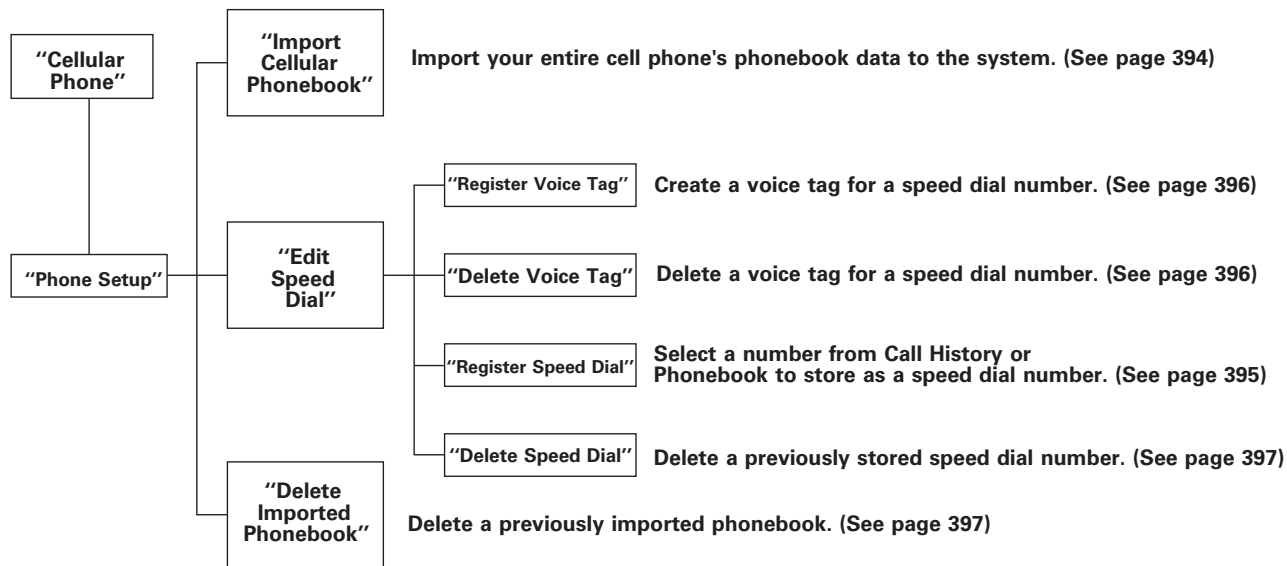 "Cellular
Phone"
"Phone Setup"
"Import
Cellular
Phonebook"
Import your entire cell phone's phonebook data to the system. (See page 394)
"Edit
Speed
Dial"
"Register Voice Tag"
Create a voice tag for a speed dial number. (See page 396)
"Delete Voice Tag"
Delete a voice tag for a speed dial number. (See page 396)
"Register Speed Dial"
Select a number from Call History or
Phonebook to store as a speed dial number. (See page 395)
"Delete Speed Dial"
Delete a previously stored speed dial number. (See page 397)
"Delete
Imported
Phonebook"
Delete a previously imported phonebook. (See page 397)